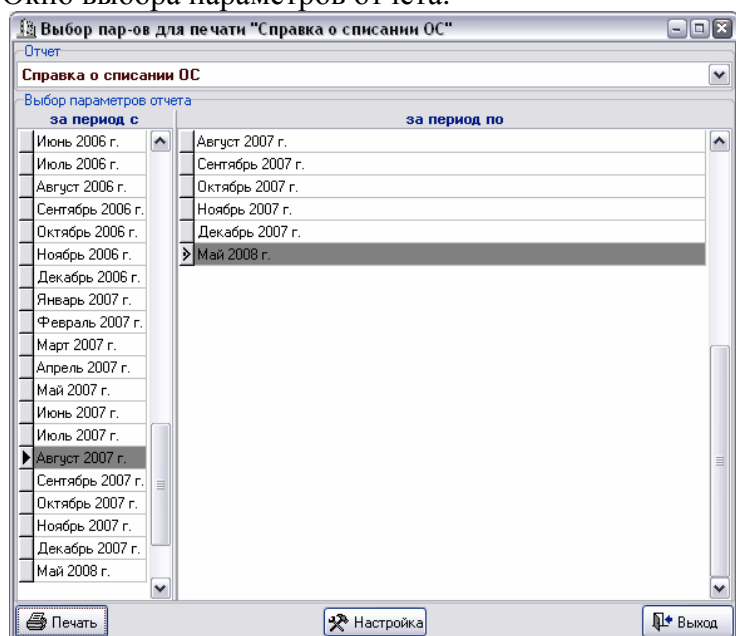 Окно выбора параметров отчета:
Выбор пар-ов для печати "Справка о списании ОС"
Отчет
Справка о списании ОС
Выбор параметров отчета
за период с
Июнь 2006 г.
Июль 2006 г.
Август 2006 г.
Сентябрь 2006 г.
Октябрь 2006 г.
Ноябрь 2006 г.
Декабрь 2006 г.
Январь 2007 г.
Февраль 2007 г.
Март 2007 г.
Апрель 2007 г.
Май 2007 г.
Июнь 2007 г.
Июль 2007 г.
Август 2007 г.
Сентябрь 2007 г.
Октябрь 2007 г.
Ноябрь 2007 г.
Декабрь 2007 г.
Май 2008 г.
за период по
Август 2007 г.
Сентябрь 2007 г.
Октябрь 2007 г.
Ноябрь 2007 г.
Декабрь 2007 г.
Май 2008 г.
Печать
Настройка
Выход